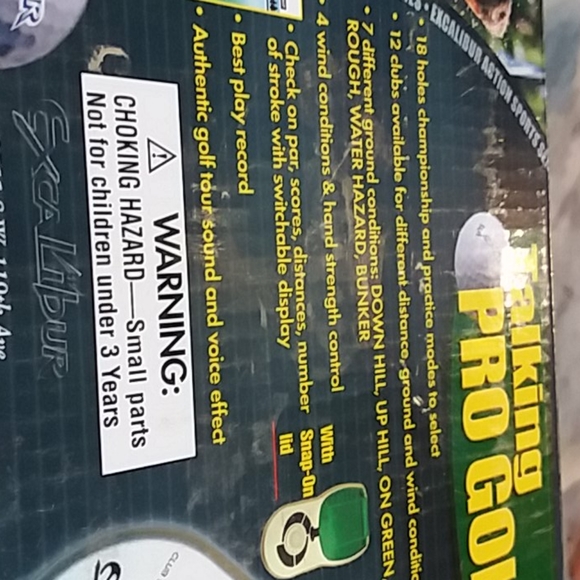 • EXCALIBUR ACTION SPORTS
Talking
PRO GOL
• 18 holes championship and practice modes to select
• 12 clubs available for different distance, ground and wind conditio
• 7 different ground conditions: DOWN HILL, UP HILL, ON GREEN,
ROUGH, WATER HAZARD, BUNKER
• 4 wind conditions & hand strength control
• Check on par, scores, distances, number
of stroke with switchable display
• Best play record
• Authentic golf tour sound and voice effect
With
Snap-On
lid
WARNING:
CHOKING HAZARD—Small parts
Not for children under 3 Years
EXCALIBUR
119th Ave
CLUB